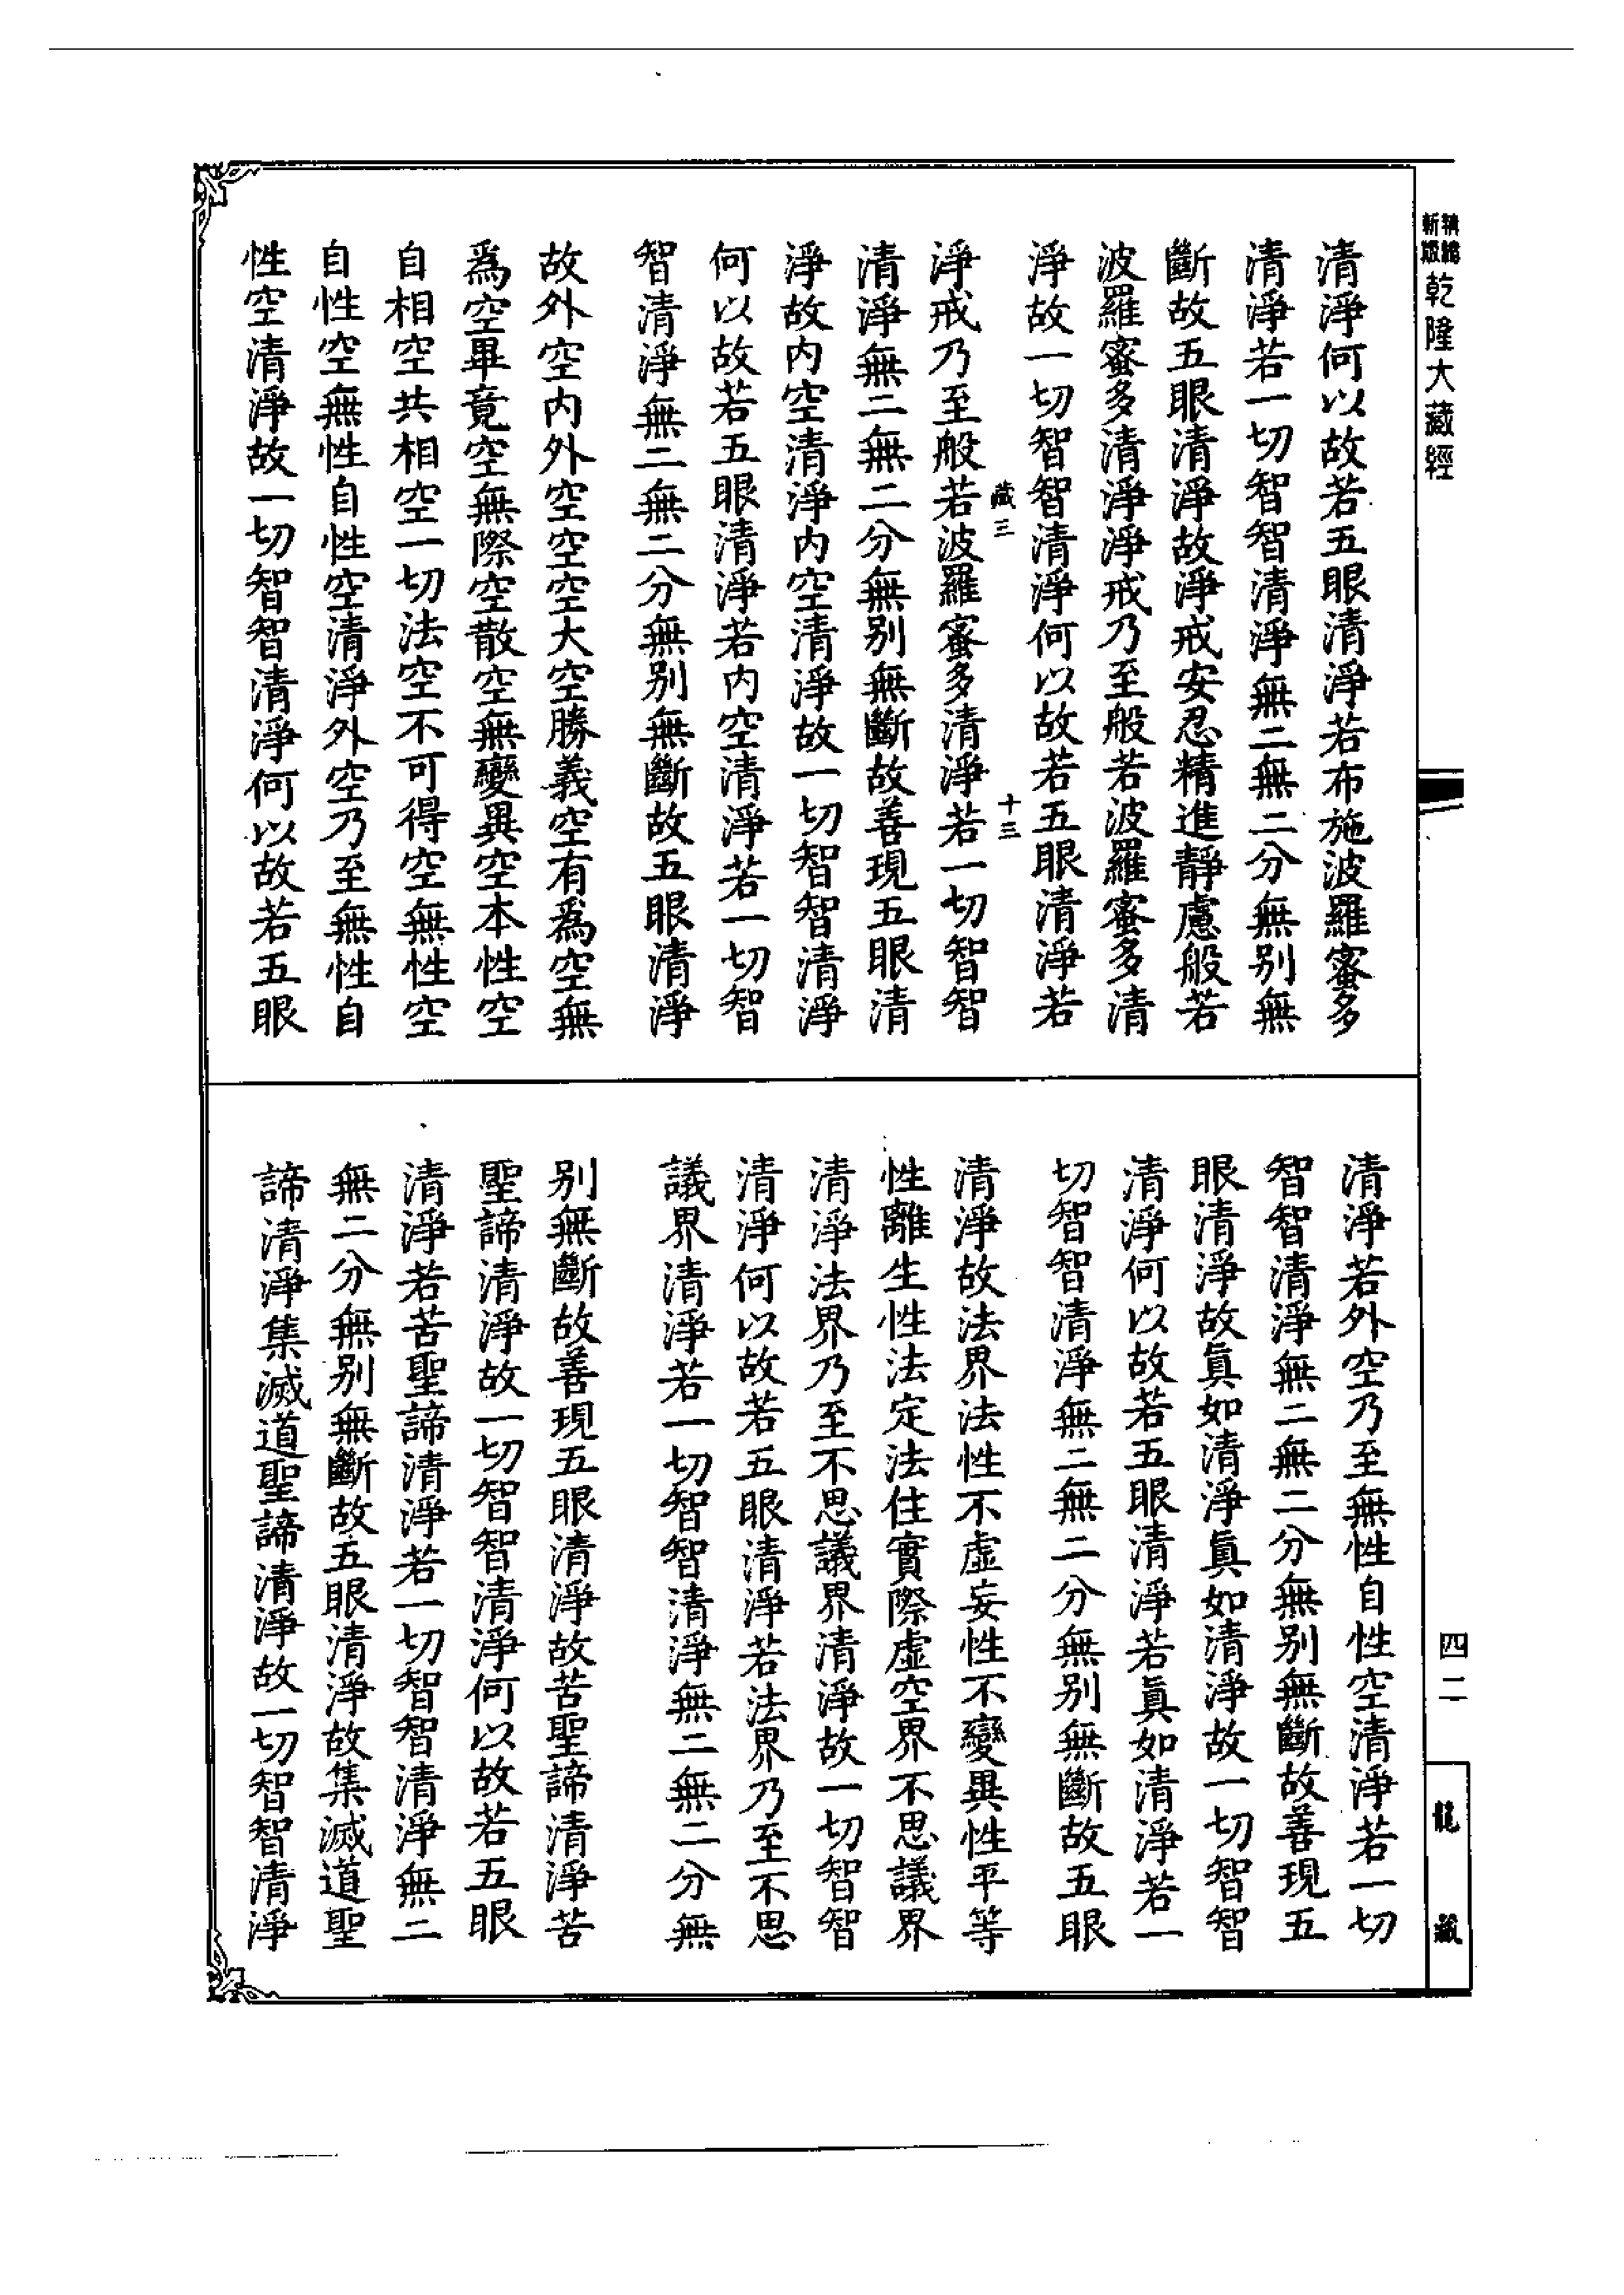 新版
精縮
乾隆大藏經
清淨何以故若五眼清淨若布施波羅蜜多
清淨若一切智智清淨無二無二分無别無
斷故五眼清淨故淨戒安忍精進靜慮般若
波羅蜜多清淨淨戒乃至般若波羅蜜多清
淨故一切智智清淨何以故若五眼清淨若
藏三
十三
淨戒乃至般若波羅蜜多清淨若一切智智
清淨無二無二分無别無斷故善現五眼清
淨故内空清淨内空清淨故一切智智清淨
何以故若五眼清淨若内空清淨若一切智
智清淨無二無二分無别無斷故五眼清淨
故外空内外空空空大空勝義空有爲空無
爲空畢竟空無際空散空無變異空本性空
自相空共相空一切法空不可得空無性空
自性空無性自性空清淨外空乃至無性自
性空清淨故一切智智清淨何以故若五眼
清淨若外空乃至無性自性空清淨若一切
智智清淨無二無二分無别無斷故善現五
眼清淨故眞如清淨眞如清淨故一切智智
清淨何以故若五眼清淨若眞如清淨若一
切智智清淨無二無二分無别無斷故五眼
清淨故法界法性不虛妄性不變異性平等
性離生性法定法住實際虛空界不思議界
清淨法界乃至不思議界清淨故一切智智
清淨何以故若五眼清淨若法界乃至不思
議界清淨若一切智智清淨無二無二分無
别無斷故善現五眼清淨故苦聖諦清淨苦
聖諦清淨故一切智智清淨何以故若五眼
清淨若苦聖諦清淨若一切智智清淨無二
無二分無别無斷故五眼清淨故集滅道聖
諦清淨集滅道聖諦清淨故一切智智清淨
四二
龍藏